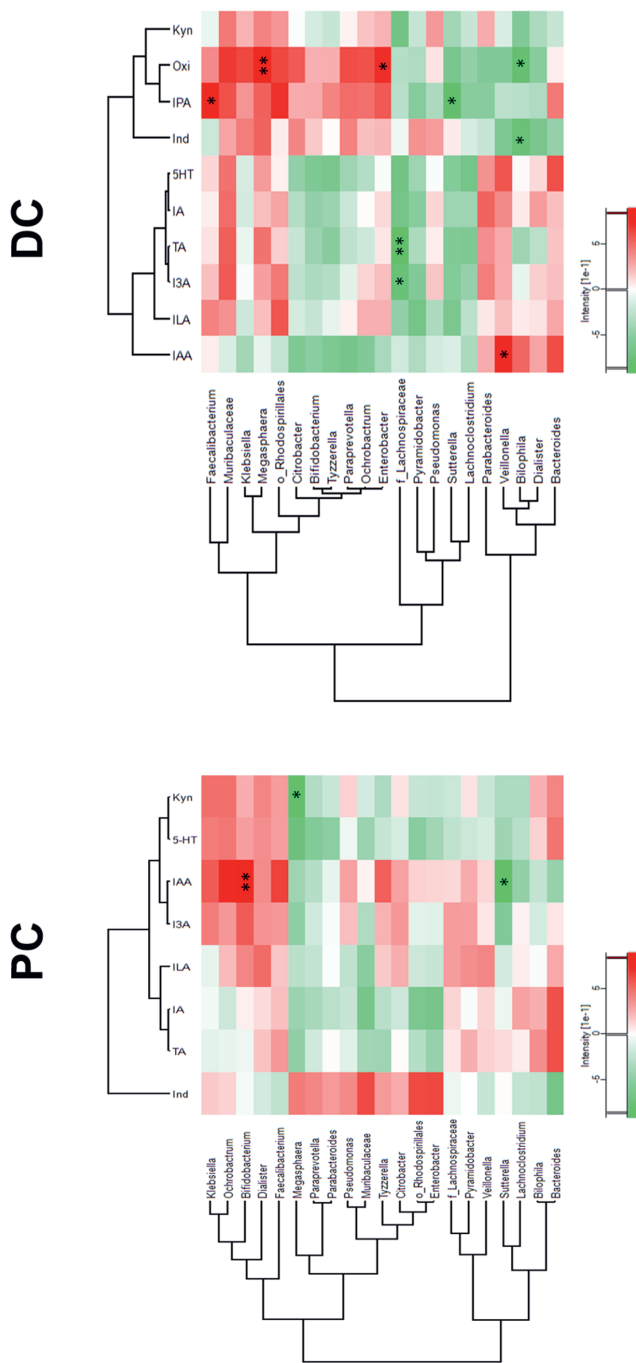 DC
Kyn
Oxi
IPA
Ind
5HT
IA
TA
I3A
ILA
IAA
*
**
*
*
*
*
*
**
*
*
Faecalibacterium
Muribaculaceae
Klebsiella
Megasphaera
o_Rhodospirillales
Citrobacter
Bifidobacterium
Tyzzerella
Paraprevotella
Ochrobactrum
Enterobacter
f_Lachnospiraceae
Pyramidobacter
Pseudomonas
Sutterella
Lachnoclostridium
Parabacteroides
Veillonella
Bilophila
Dialister
Bacteroides
-5 0 5
Intensity [1e-1]
PC
Kyn
5-HT
IAA
I3A
ILA
IA
TA
Ind
*
**
*
Klebsiella
Ochrobactrum
Bifidobacterium
Dialister
Faecalibacterium
Megasphaera
Paraprevotella
Parabacteroides
Pseudomonas
Muribaculaceae
Tyzzerella
Citrobacter
o_Rhodospirillales
Enterobacter
f_Lachnospiraceae
Pyramidobacter
Veillonella
Sutterella
Lachnoclostridium
Bilophila
Bacteroides
-5 0 5
Intensity [1e-1]